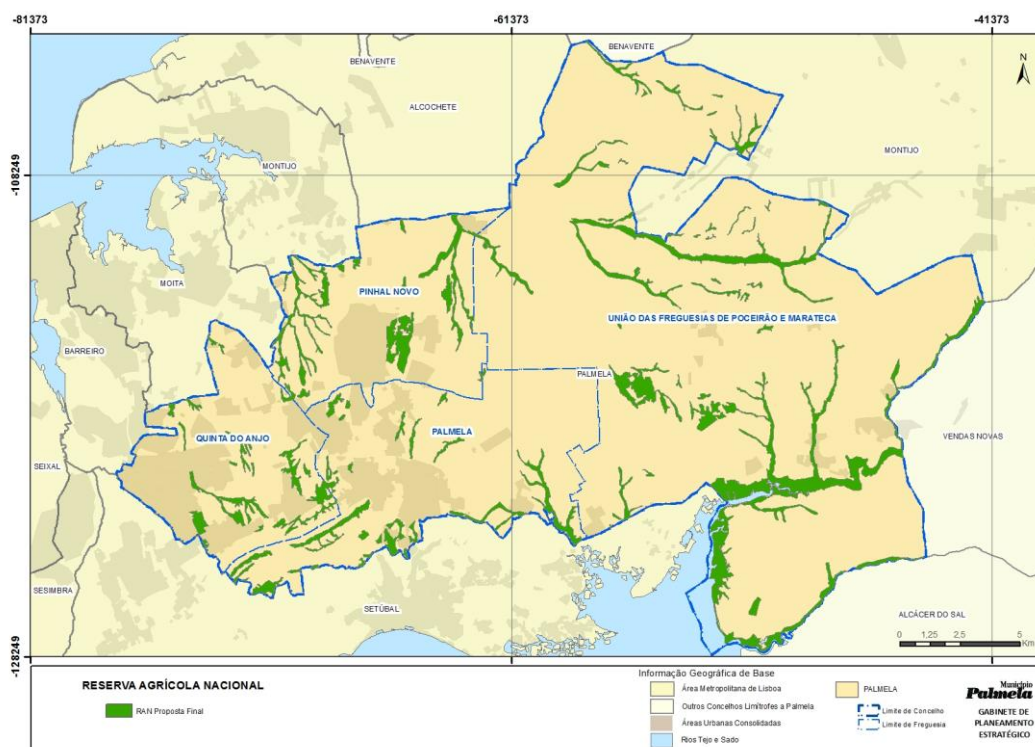 -81373
-61373
-41373
BENAVENTE
N
BENAVENTE
ALCOCHETE
MONTIJO
MONTIJO
-108249
MOITA
PINHAL NOVO
UNIÃO DAS FREGUESIAS DE POCEIRÃO E MARATECA
BARREIRO
PALMELA
QUINTA DO ANJO
PALMELA
VENDAS NOVAS
SEIXAL
SESIMBRA
SETÚBAL
ALCÁCER DO SAL
0 1,25 2,5 5
Km
-128249
Informação Geográfica de Base
RESERVA AGRÍCOLA NACIONAL
RAN Proposta Final
Área Metropolitana de Lisboa
Outros Concelhos Limítrofes a Palmela
Áreas Urbanas Consolidadas
Rios Tejo e Sado
PALMELA
Limite de Concelho
Limite de Freguesia
Município
Palmela
GABINETE DE
PLANEAMENTO
ESTRATÉGICO